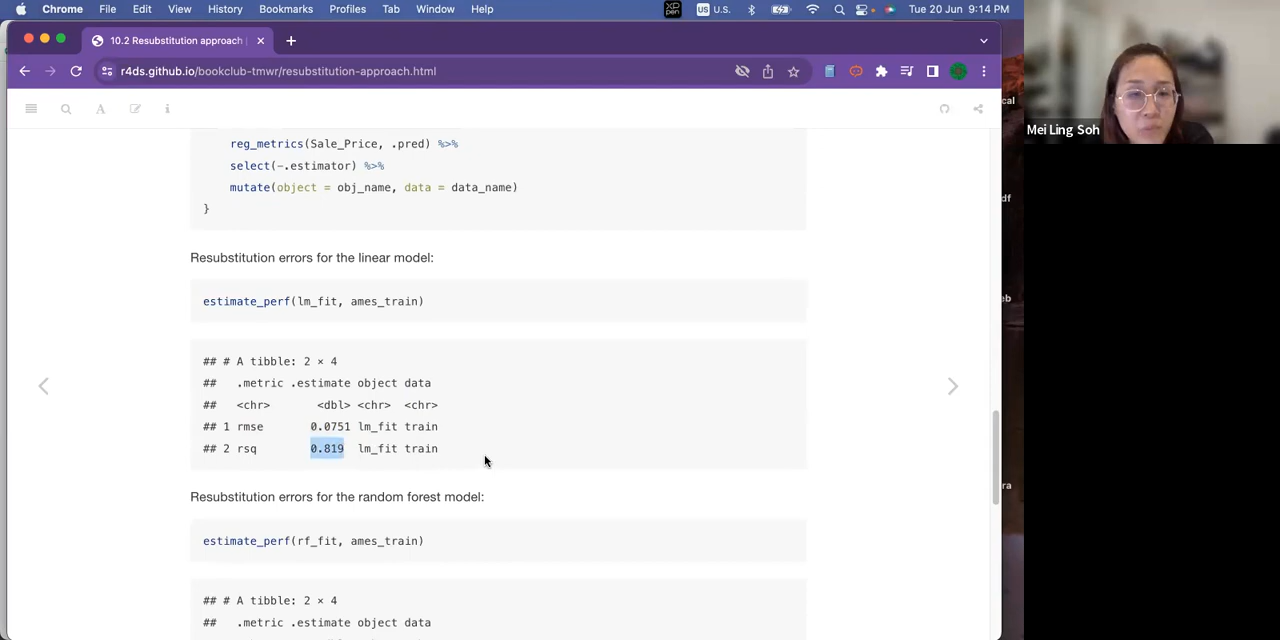 Chrome File Edit View History Bookmarks Profiles Tab Window Help XP PEN US U.S. Tue 20 Jun 9:14 PM
10.2 Resubstitution approach
r4ds.github.io/bookclub-tmwr/resubstitution-approach.html
reg_metrics(Sale_Price, .pred) %>%
select(-.estimator) %>%
mutate(object = obj_name, data = data_name)
}
Resubstitution errors for the linear model:
estimate_perf(lm_fit, ames_train)
## # A tibble: 2 × 4
## .metric .estimate object data
## <chr> <dbl> <chr> <chr>
## 1 rmse 0.0751 lm_fit train
## 2 rsq 0.819 lm_fit train
Resubstitution errors for the random forest model:
estimate_perf(rf_fit, ames_train)
## # A tibble: 2 × 4
## .metric .estimate object data
Mei Ling Soh